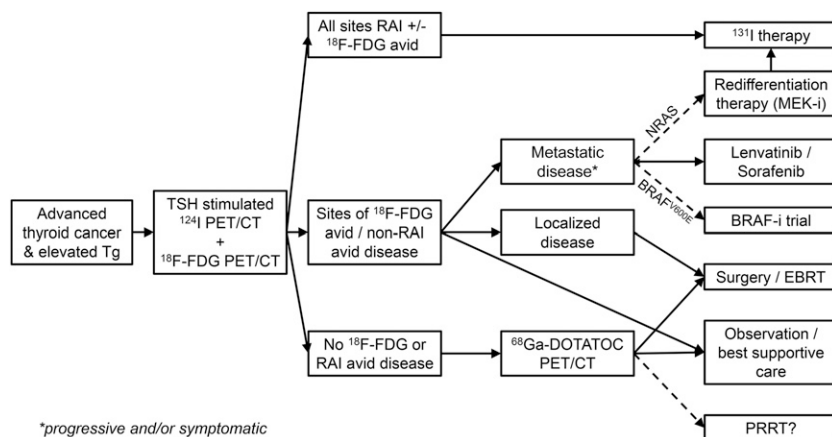 All sites RAI +/-
¹⁸F-FDG avid
¹³¹I therapy
Redifferentiation
therapy (MEK-i)
NRAS
Metastatic
disease*
Lenvatinib /
Sorafenib
BRAFⱽ⁶⁰⁰ᴱ
BRAF-i trial
Advanced
thyroid cancer
& elevated Tg
TSH stimulated
¹²⁴I PET/CT
+
¹⁸F-FDG PET/CT
Sites of ¹⁸F-FDG
avid / non-RAI
avid disease
Localized
disease
Surgery / EBRT
No ¹⁸F-FDG or
RAI avid disease
⁶⁸Ga-DOTATOC
PET/CT
Observation /
best supportive
care
PRRT?
*progressive and/or symptomatic